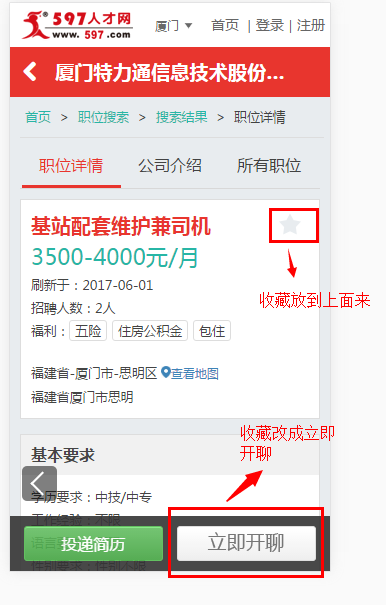 597人才网
www.597.com
厦门 首页 | 登录 | 注册
厦门特力通信息技术股份...
首页 > 职位搜索 > 搜索结果 > 职位详情
职位详情 公司介绍 所有职位
基站配套维护兼司机
3500-4000元/月
收藏放到上面来
刷新于：2017-06-01
招聘人数：2人
福利： 五险 住房公积金 包住
福建省-厦门市-思明区 查看地图
福建省厦门市思明
收藏改成立即
开聊
基本要求
学历要求：中技/中专
工作经验：不限
投递简历 立即开聊
性别要求：性别不限